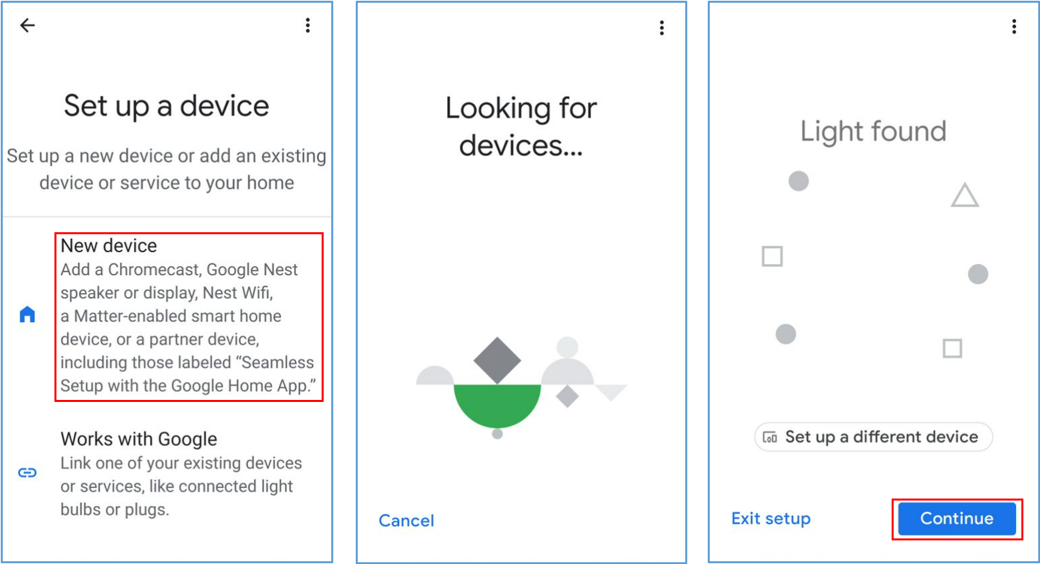 Set up a device
Set up a new device or add an existing
device or service to your home
New device
Add a Chromecast, Google Nest
speaker or display, Nest Wifi,
a Matter-enabled smart home
device, or a partner device,
including those labeled “Seamless
Setup with the Google Home App.”
Works with Google
Link one of your existing devices
or services, like connected light
bulbs or plugs.
Looking for
devices...
Cancel
Light found
Set up a different device
Exit setup
Continue